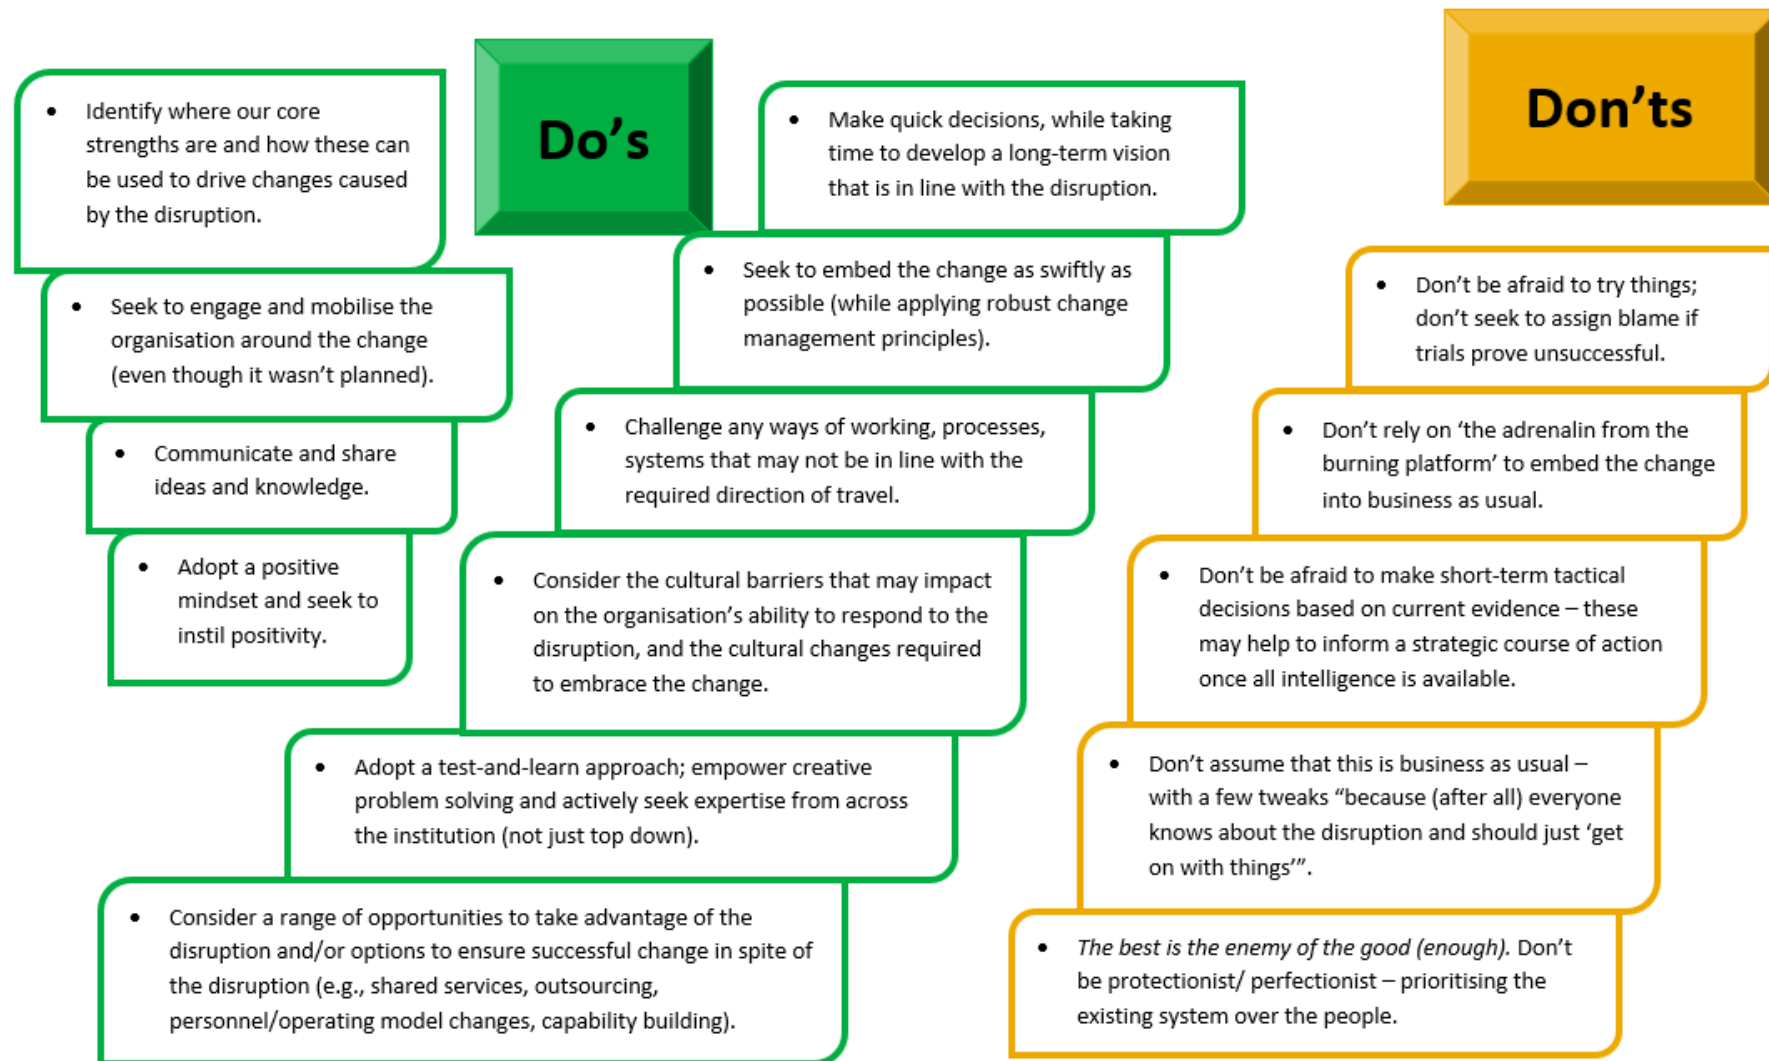 Do's
• Identify where our core
strengths are and how these can
be used to drive changes caused
by the disruption.
• Seek to engage and mobilise the
organisation around the change
(even though it wasn't planned).
• Communicate and share
ideas and knowledge.
• Adopt a positive
mindset and seek to
instil positivity.
• Make quick decisions, while taking
time to develop a long-term vision
that is in line with the disruption.
• Seek to embed the change as swiftly as
possible (while applying robust change
management principles).
• Challenge any ways of working, processes,
systems that may not be in line with the
required direction of travel.
• Consider the cultural barriers that may impact
on the organisation's ability to respond to the
disruption, and the cultural changes required
to embrace the change.
• Adopt a test-and-learn approach; empower creative
problem solving and actively seek expertise from across
the institution (not just top down).
• Consider a range of opportunities to take advantage of the
disruption and/or options to ensure successful change in spite of
the disruption (e.g., shared services, outsourcing,
personnel/operating model changes, capability building).
Don'ts
• Don't be afraid to try things;
don't seek to assign blame if
trials prove unsuccessful.
• Don't rely on 'the adrenalin from the
burning platform' to embed the change
into business as usual.
• Don't be afraid to make short-term tactical
decisions based on current evidence – these
may help to inform a strategic course of action
once all intelligence is available.
• Don't assume that this is business as usual –
with a few tweaks "because (after all) everyone
knows about the disruption and should just 'get
on with things'".
• The best is the enemy of the good (enough). Don't
be protectionist/ perfectionist – prioritising the
existing system over the people.